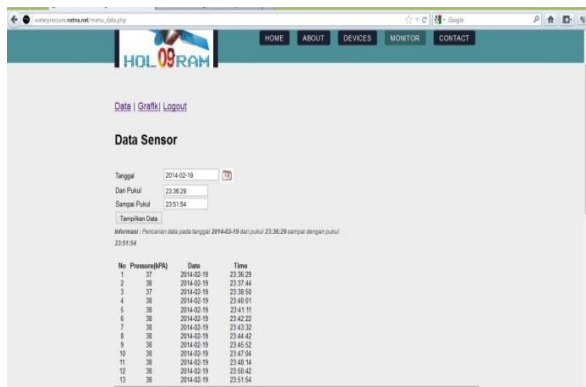 waterpressure.netne.net/menu_data.php
Google
HOL09RAM
HOME ABOUT DEVICES MONITOR CONTACT
Data | Grafik| Logout
Data Sensor
Tanggal 2014-02-19
Dari Pukul 23:36:29
Sampai Pukul 23:51:54
Tampilkan Data
Informasi : Pencarian data pada tanggal 2014-02-19 dari pukul 23:36:29 sampai dengan pukul
23:51:54
No Pressure(kPA) Date Time
1 37 2014-02-19 23:36:29
2 38 2014-02-19 23:37:44
3 37 2014-02-19 23:38:50
4 38 2014-02-19 23:40:01
5 38 2014-02-19 23:41:11
6 38 2014-02-19 23:42:22
7 38 2014-02-19 23:43:32
8 38 2014-02-19 23:44:42
9 38 2014-02-19 23:45:52
10 38 2014-02-19 23:47:04
11 38 2014-02-19 23:48:14
12 38 2014-02-19 23:50:42
13 38 2014-02-19 23:51:54